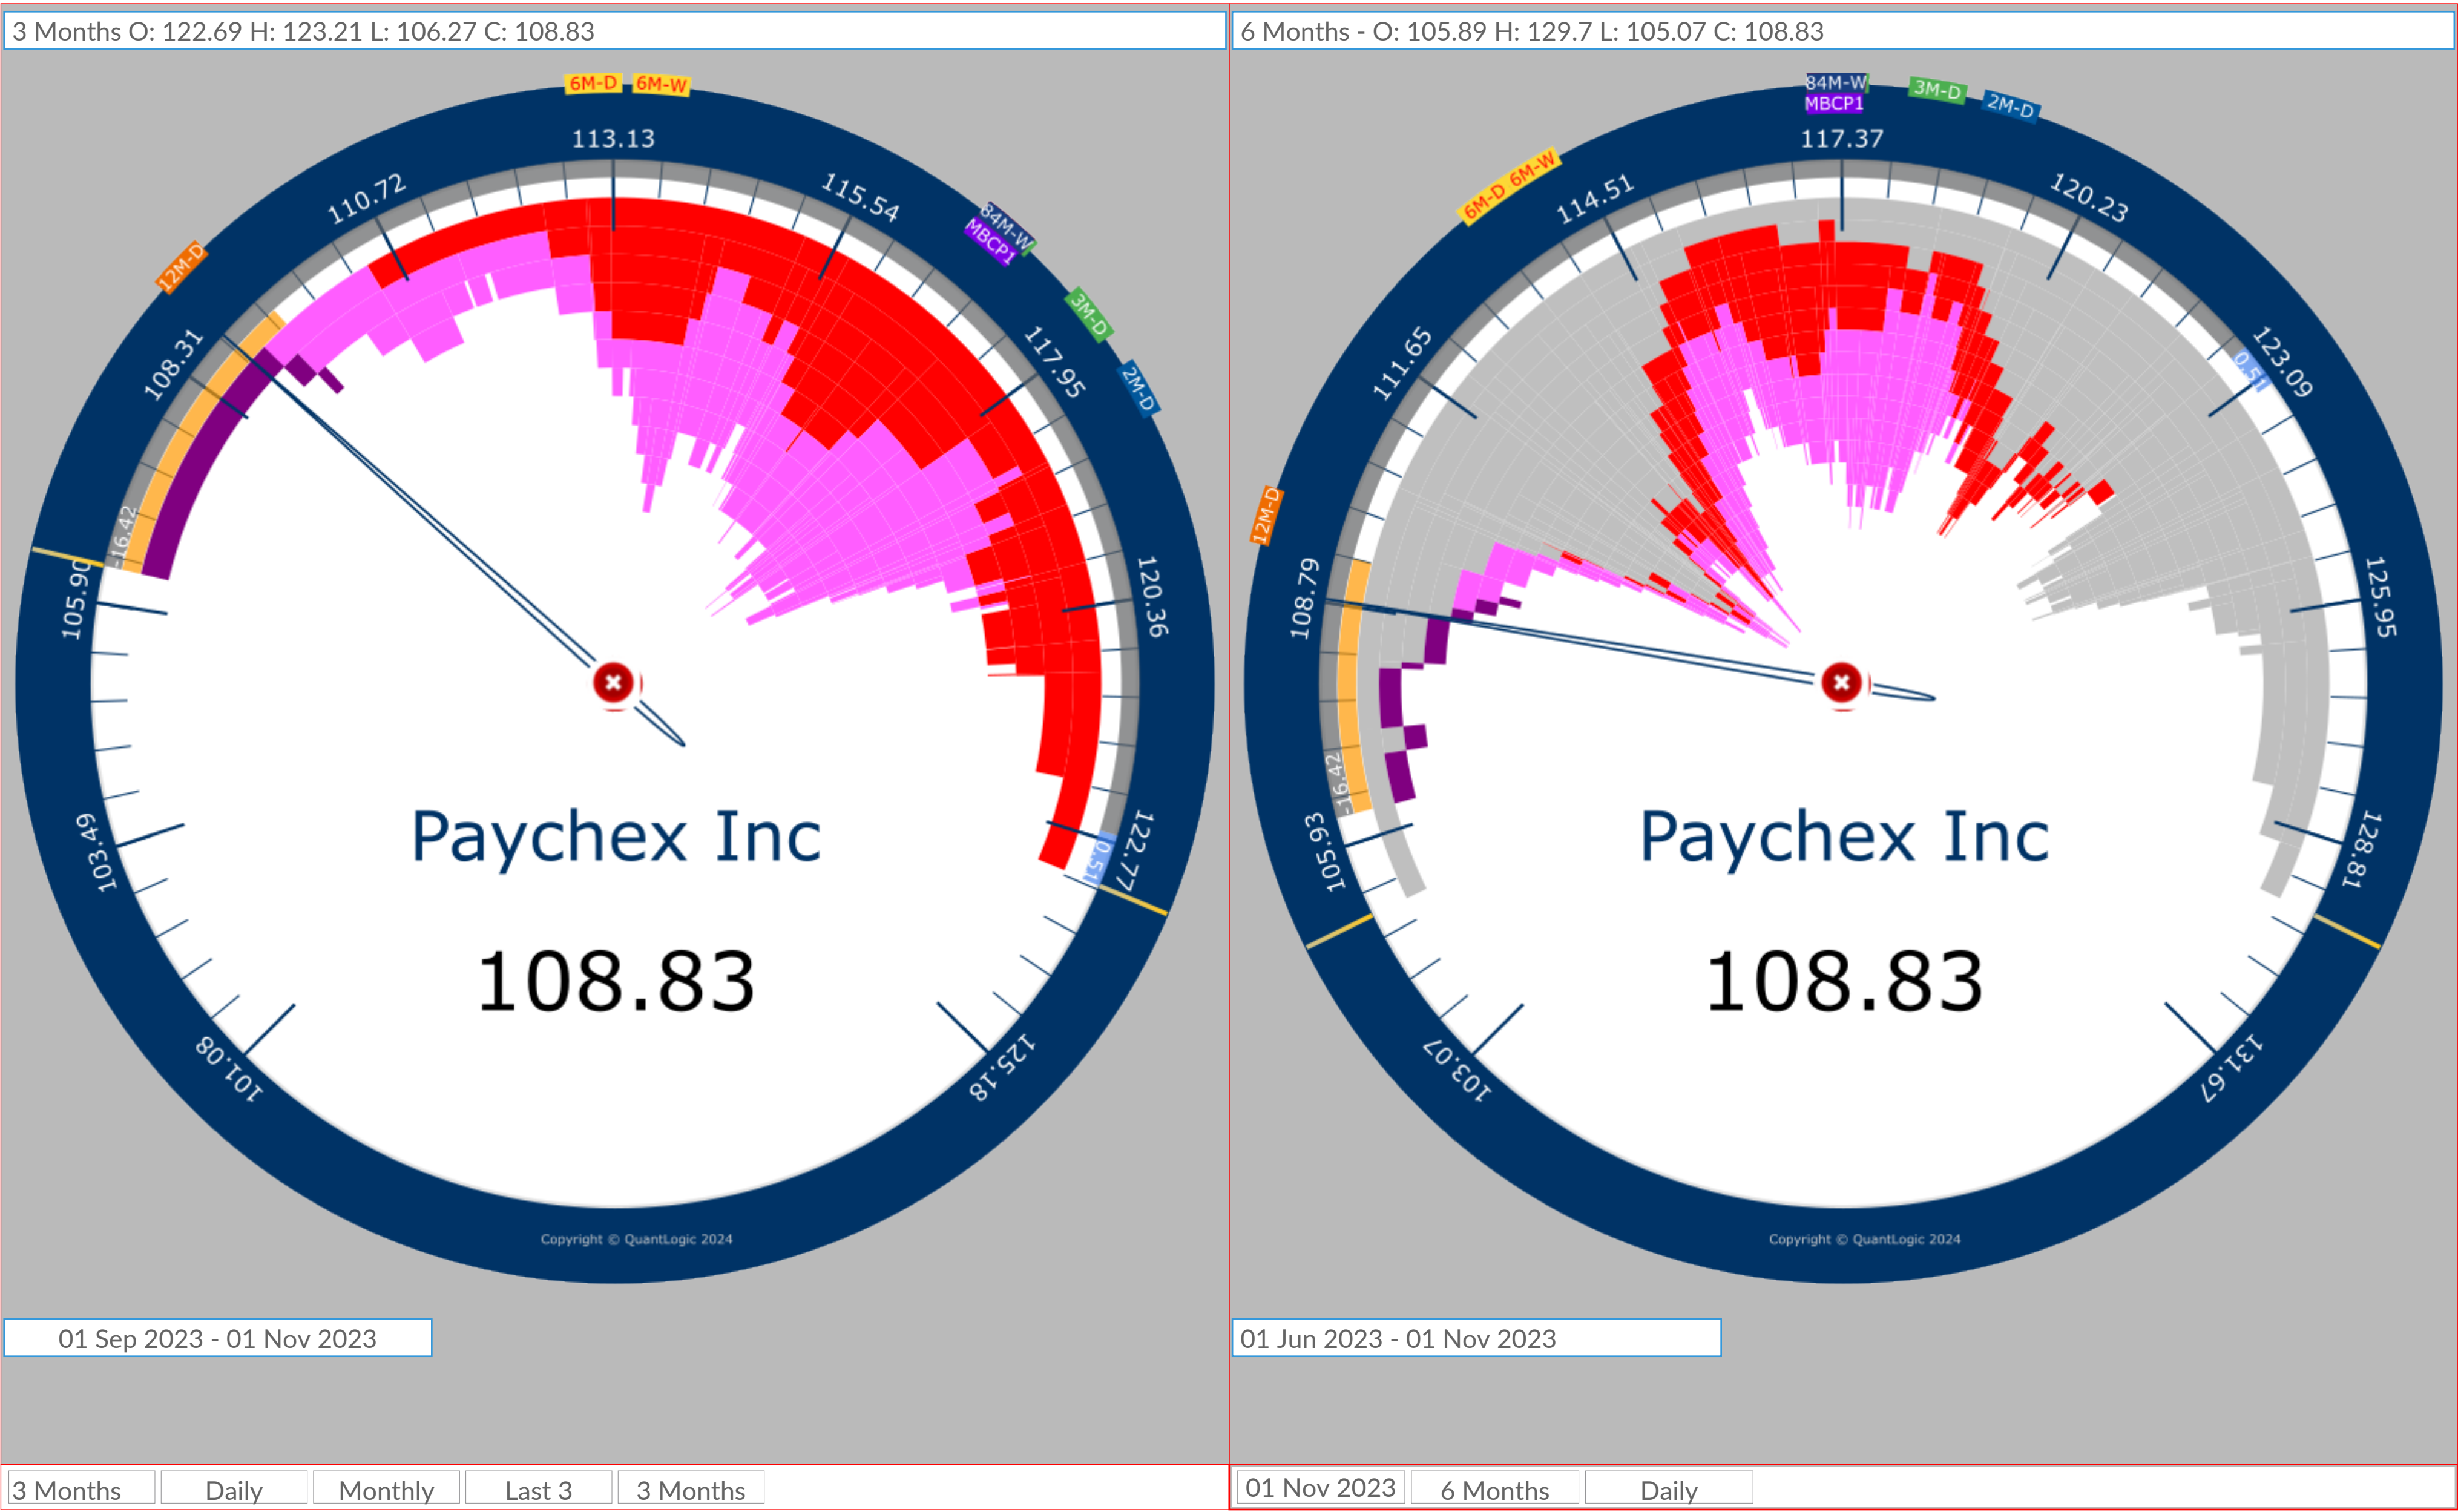 3 Months O: 122.69 H: 123.21 L: 106.27 C: 108.83
6M-D
6M-W
113.13
110.72
115.54
84M-W
MBCP1
12M-D
3M-D
108.31
117.95
2M-D
-16.42
105.90
120.36
103.49
122.77
0.51
Paychex Inc
108.83
101.08
125.18
Copyright © QuantLogic 2024
01 Sep 2023 - 01 Nov 2023
3 Months
Daily
Monthly
Last 3
3 Months
6 Months - O: 105.89 H: 129.7 L: 105.07 C: 108.83
84M-W
MBCP1
3M-D
2M-D
117.37
6M-D
6M-W
114.51
120.23
111.65
123.09
0.51
12M-D
108.79
125.95
-16.42
105.93
128.81
Paychex Inc
108.83
103.07
131.67
Copyright © QuantLogic 2024
01 Jun 2023 - 01 Nov 2023
01 Nov 2023
6 Months
Daily